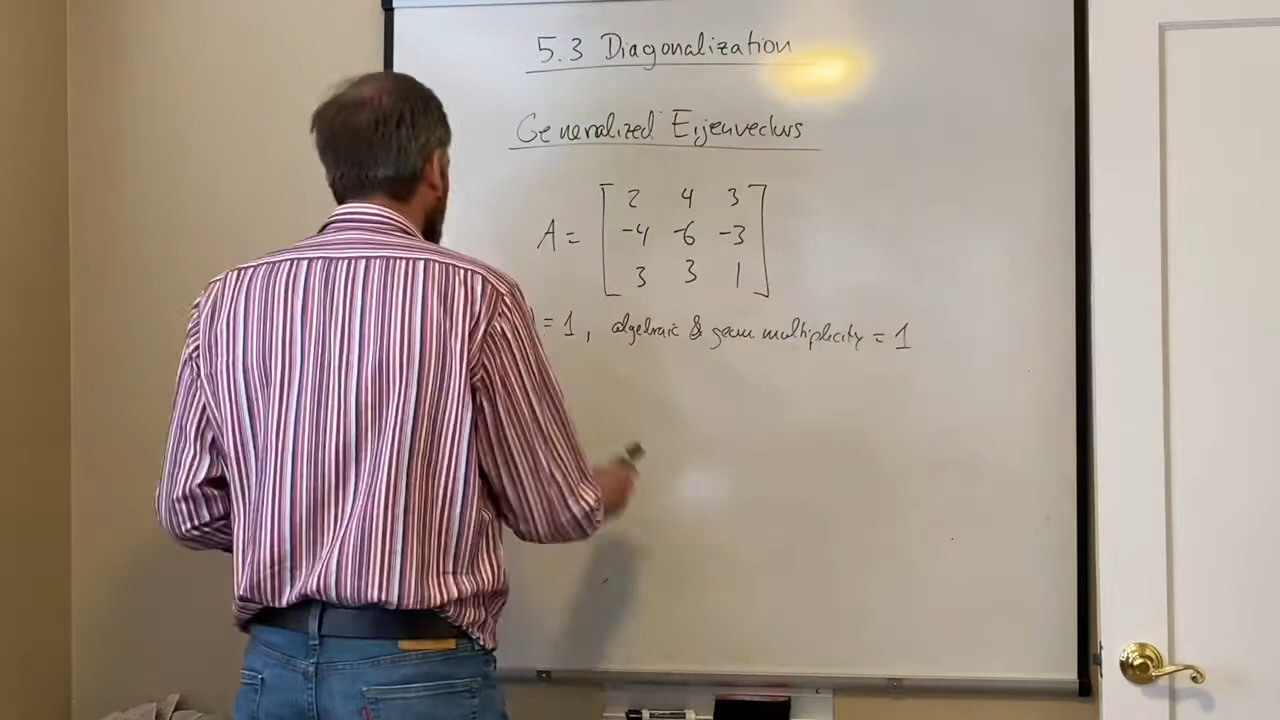 5.3 Diagonalization
Generalized Eigenvectors
A = [ 2 4 3
-4 -6 -3
3 3 1 ]
= 1, algebraic & geom multiplicity = 1